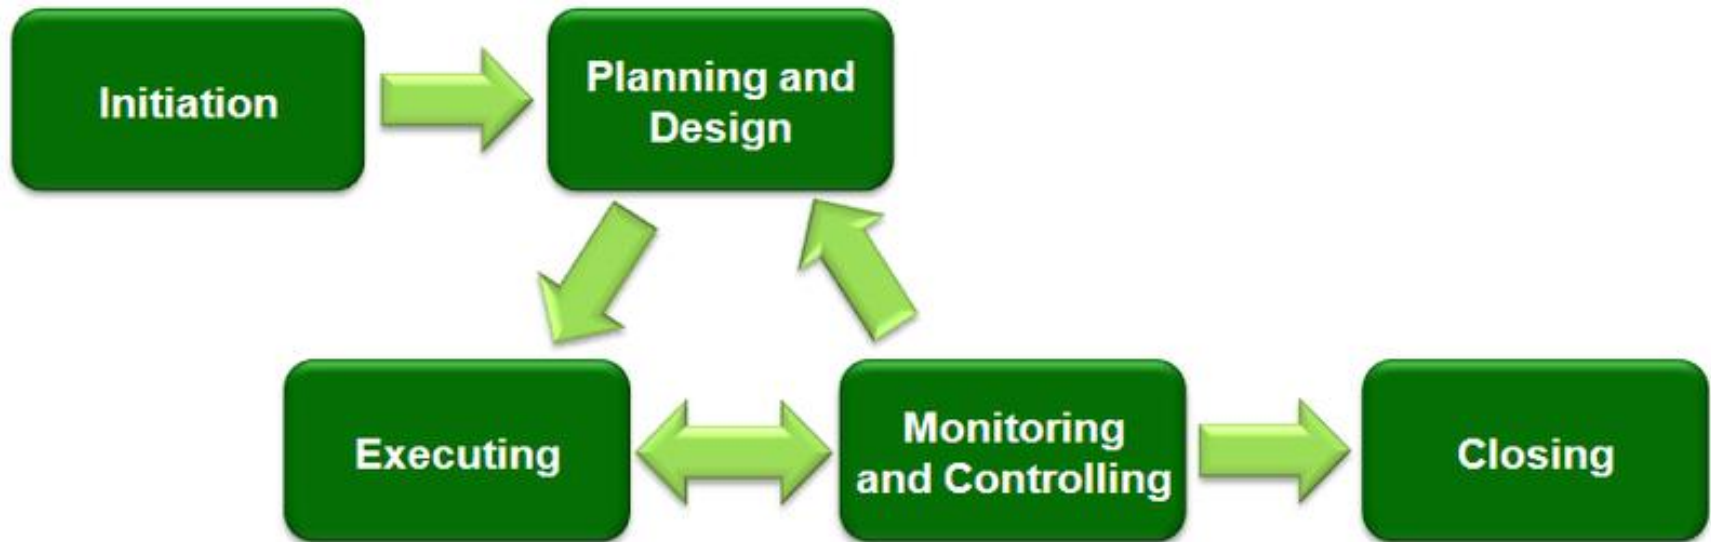 Initiation
Planning and
Design
Executing
Monitoring
and Controlling
Closing